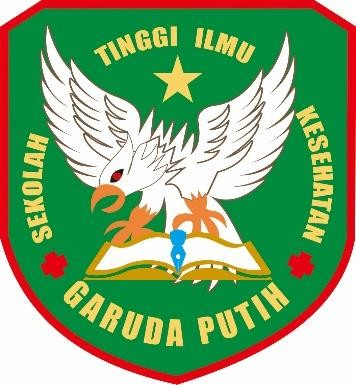 SEKOLAH
TINGGI ILMU
KESEHATAN
GARUDA PUTIH